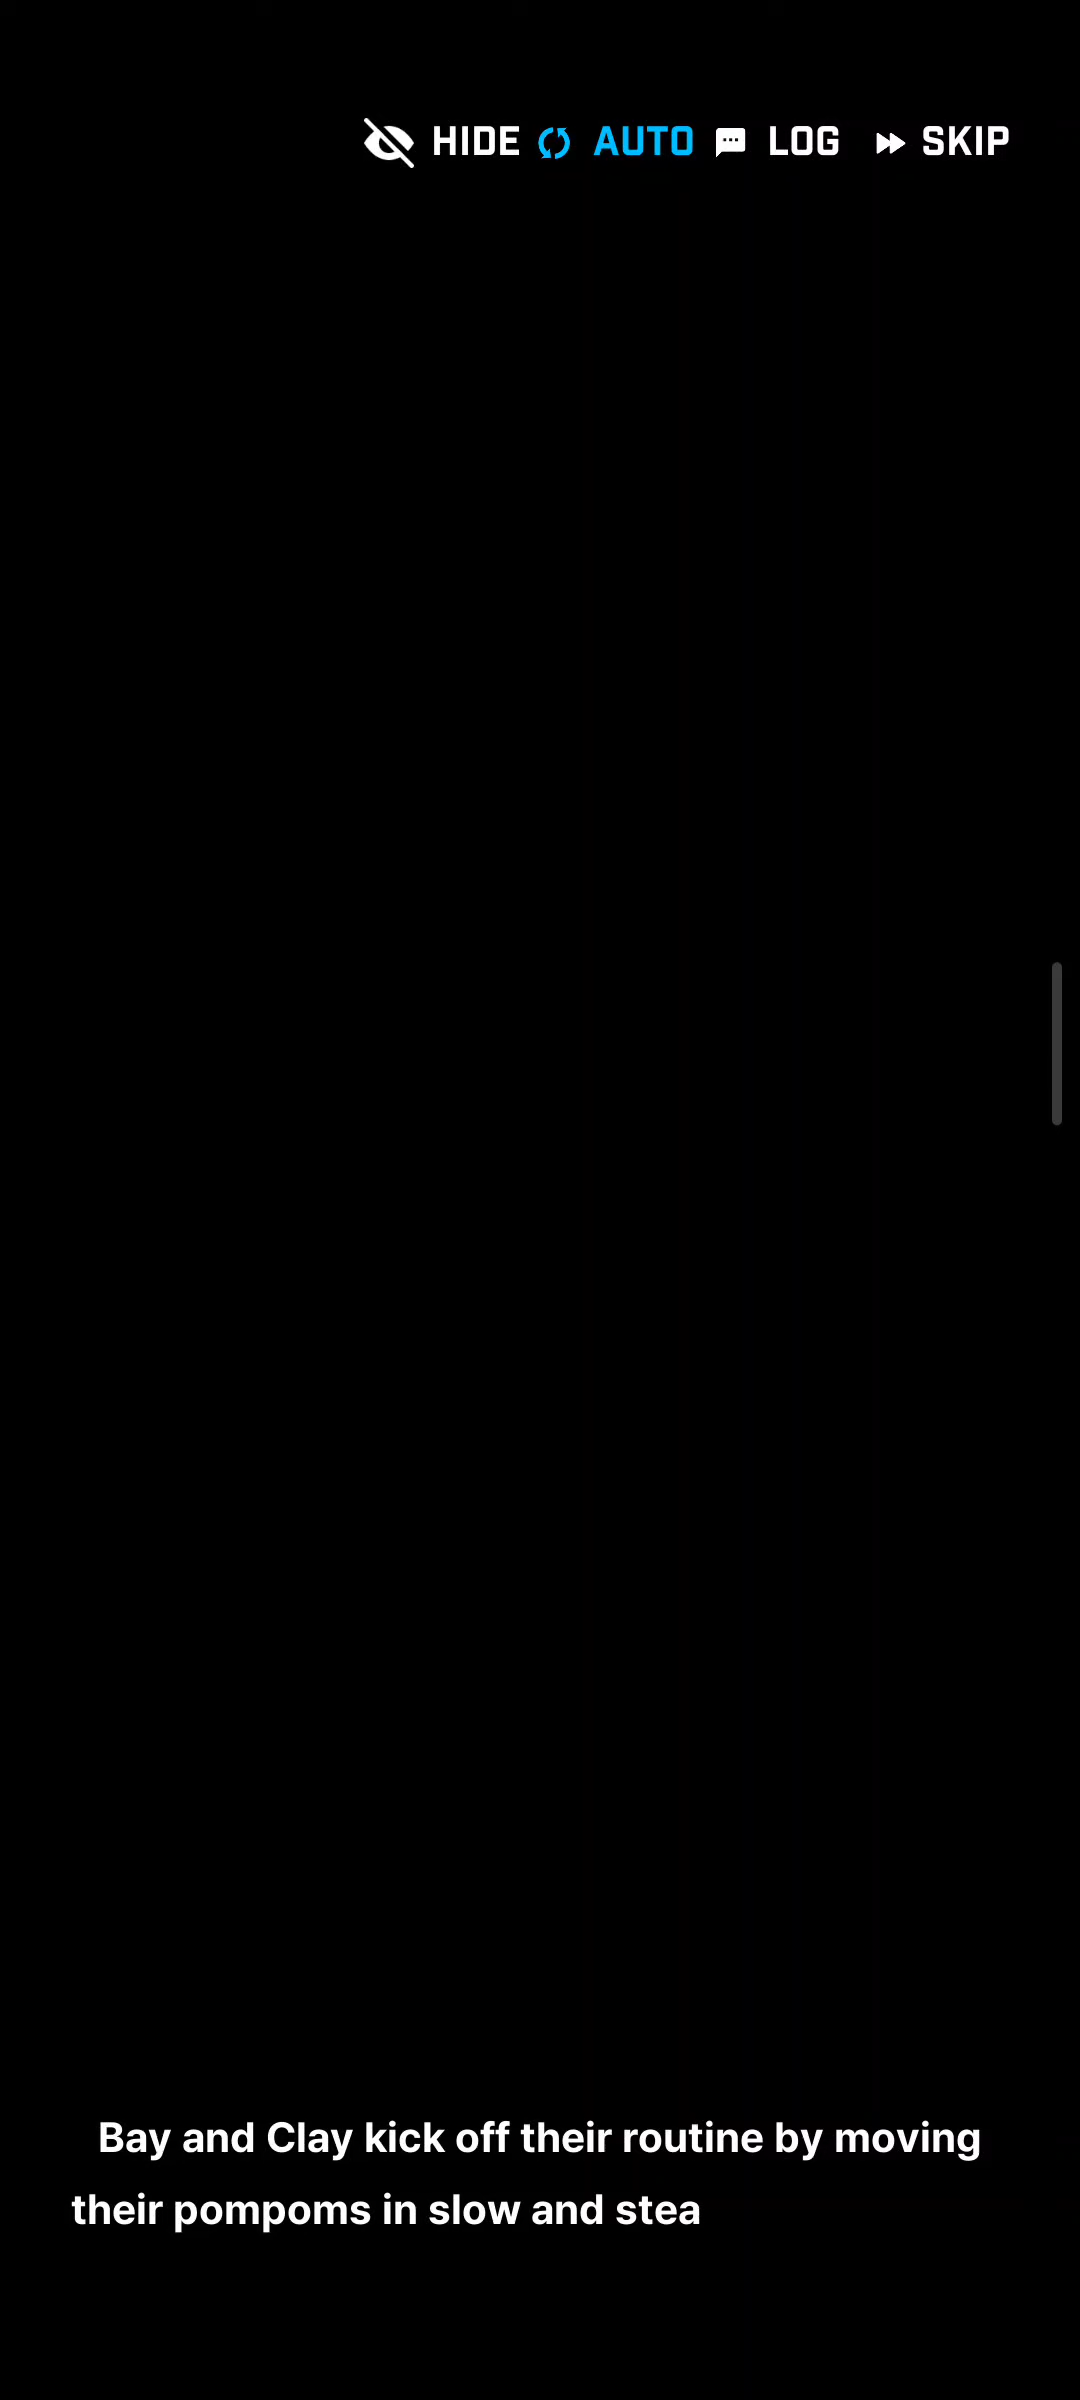 HIDE AUTO LOG SKIP
Bay and Clay kick off their routine by moving
their pompoms in slow and stea